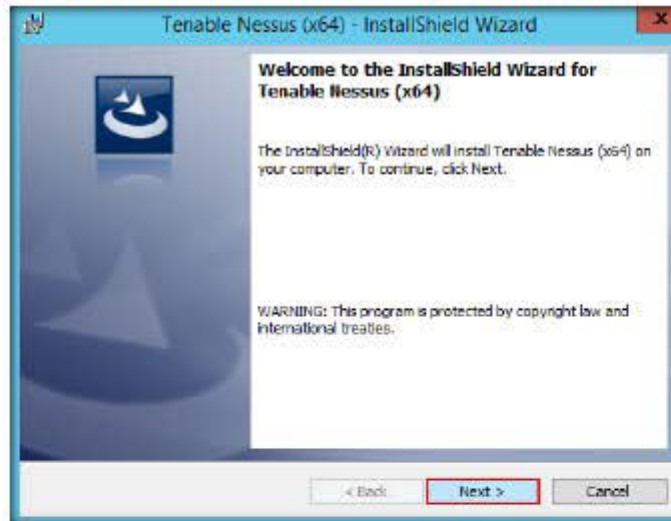 Tenable Nessus (x64) - InstallShield Wizard
x
Welcome to the InstallShield Wizard for
Tenable Nessus (x64)
The InstallShield(R) Wizard will install Tenable Nessus (x64) on
your computer. To continue, click Next.
WARNING: This program is protected by copyright law and
international treaties.
< Back
Next >
Cancel